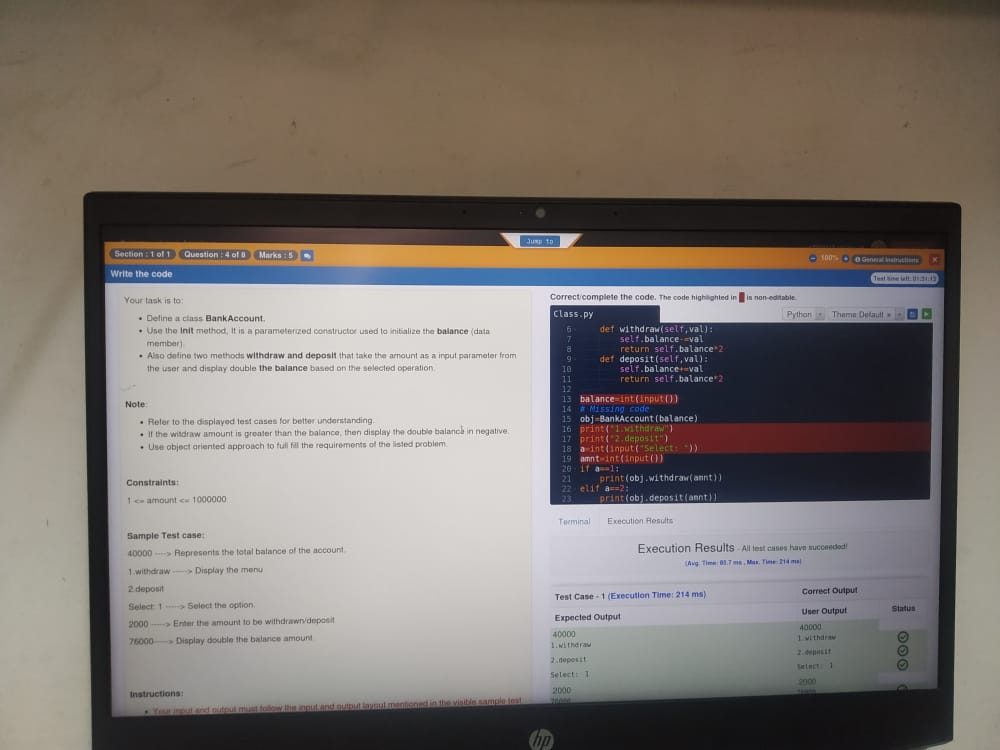 Jump to
Section : 1 of 1 Question : 4 of 8 Marks : 5
100% General Instructions
Write the code
Test time left: 01:31:13
Your task is to:
• Define a class BankAccount.
• Use the Init method, It is a parameterized constructor used to initialize the balance (data
member).
• Also define two methods withdraw and deposit that take the amount as a input parameter from
the user and display double the balance based on the selected operation.
Note:
• Refer to the displayed test cases for better understanding.
• If the witdraw amount is greater than the balance, then display the double balance in negative.
• Use object oriented approach to full fill the requirements of the listed problem.
Constraints:
1 <= amount <= 1000000
Sample Test case:
40000 ----> Represents the total balance of the account.
1.withdraw -----> Display the menu
2.deposit
Select: 1 -----> Select the option.
2000 ----> Enter the amount to be withdrawn/deposit
76000----> Display double the balance amount.
Instructions:
• Your input and output must follow the input and output layout mentioned in the visible sample test
Correct/complete the code. The code highlighted in is non-editable.
Class.py
Python Theme:Default
6 def withdraw(self,val):
7 self.balance-=val
8 return self.balance*2
9 def deposit(self,val):
10 self.balance+=val
11 return self.balance*2
12
13 balance=int(input())
14 # Missing code
15 obj=BankAccount(balance)
16 print("1.withdraw")
17 print("2.deposit")
18 a=int(input("Select: "))
19 amnt=int(input())
20 if a==1:
21 print(obj.withdraw(amnt))
22 elif a==2:
23 print(obj.deposit(amnt))
Terminal Execution Results
Execution Results - All test cases have succeeded!
Max. Time: 214 ms)
Test Case - 1 (Execution Time: 214 ms) Correct Output
Expected Output User Output Status
40000 40000
1.withdraw 1.withdraw
2.deposit 2.deposit
Select: 1 Select: 1
2000 2000
76000
hp